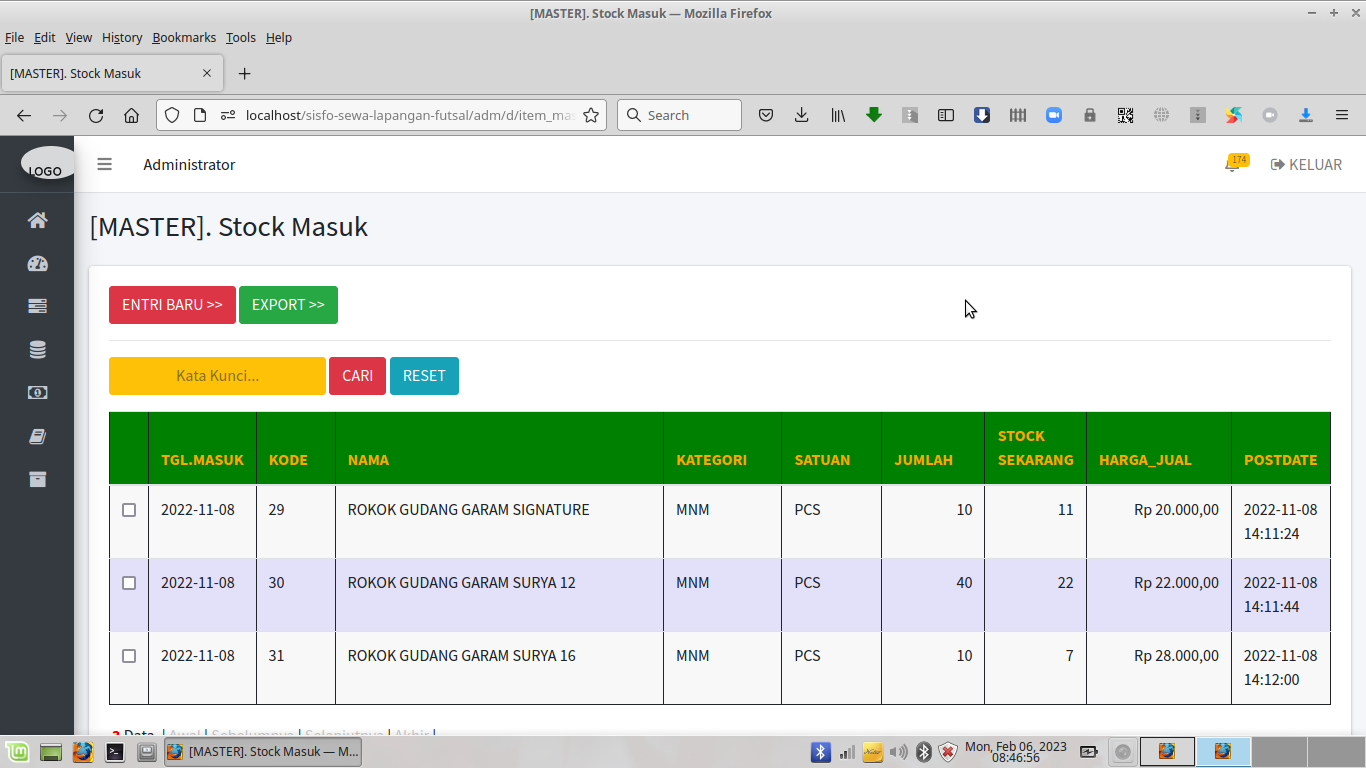 [MASTER]. Stock Masuk — Mozilla Firefox
File Edit View History Bookmarks Tools Help
[MASTER]. Stock Masuk
localhost/sisfo-sewa-lapangan-futsal/adm/d/item_mas
Search
LOGO
Administrator
174
KELUAR
[MASTER]. Stock Masuk
ENTRI BARU >> EXPORT >>
Kata Kunci... CARI RESET
STOCK
TGL.MASUK KODE NAMA KATEGORI SATUAN JUMLAH SEKARANG HARGA_JUAL POSTDATE
2022-11-08 29 ROKOK GUDANG GARAM SIGNATURE MNM PCS 10 11 Rp 20.000,00 2022-11-08
14:11:24
2022-11-08 30 ROKOK GUDANG GARAM SURYA 12 MNM PCS 40 22 Rp 22.000,00 2022-11-08
14:11:44
2022-11-08 31 ROKOK GUDANG GARAM SURYA 16 MNM PCS 10 7 Rp 28.000,00 2022-11-08
14:12:00
3 Data. | Awal | Sebelumnya | Selanjutnya | Akhir |
[MASTER]. Stock Masuk — M...
Mon, Feb 06, 2023
08:46:56